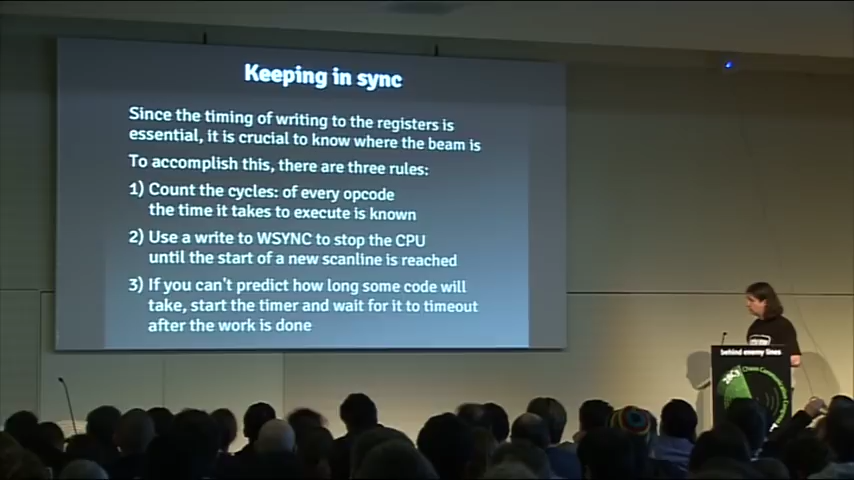 Keeping in sync
Since the timing of writing to the registers is
essential, it is crucial to know where the beam is
To accomplish this, there are three rules:
1) Count the cycles: of every opcode
the time it takes to execute is known
2) Use a write to WSYNC to stop the CPU
until the start of a new scanline is reached
3) If you can't predict how long some code will
take, start the timer and wait for it to timeout
after the work is done
behind enemy lines